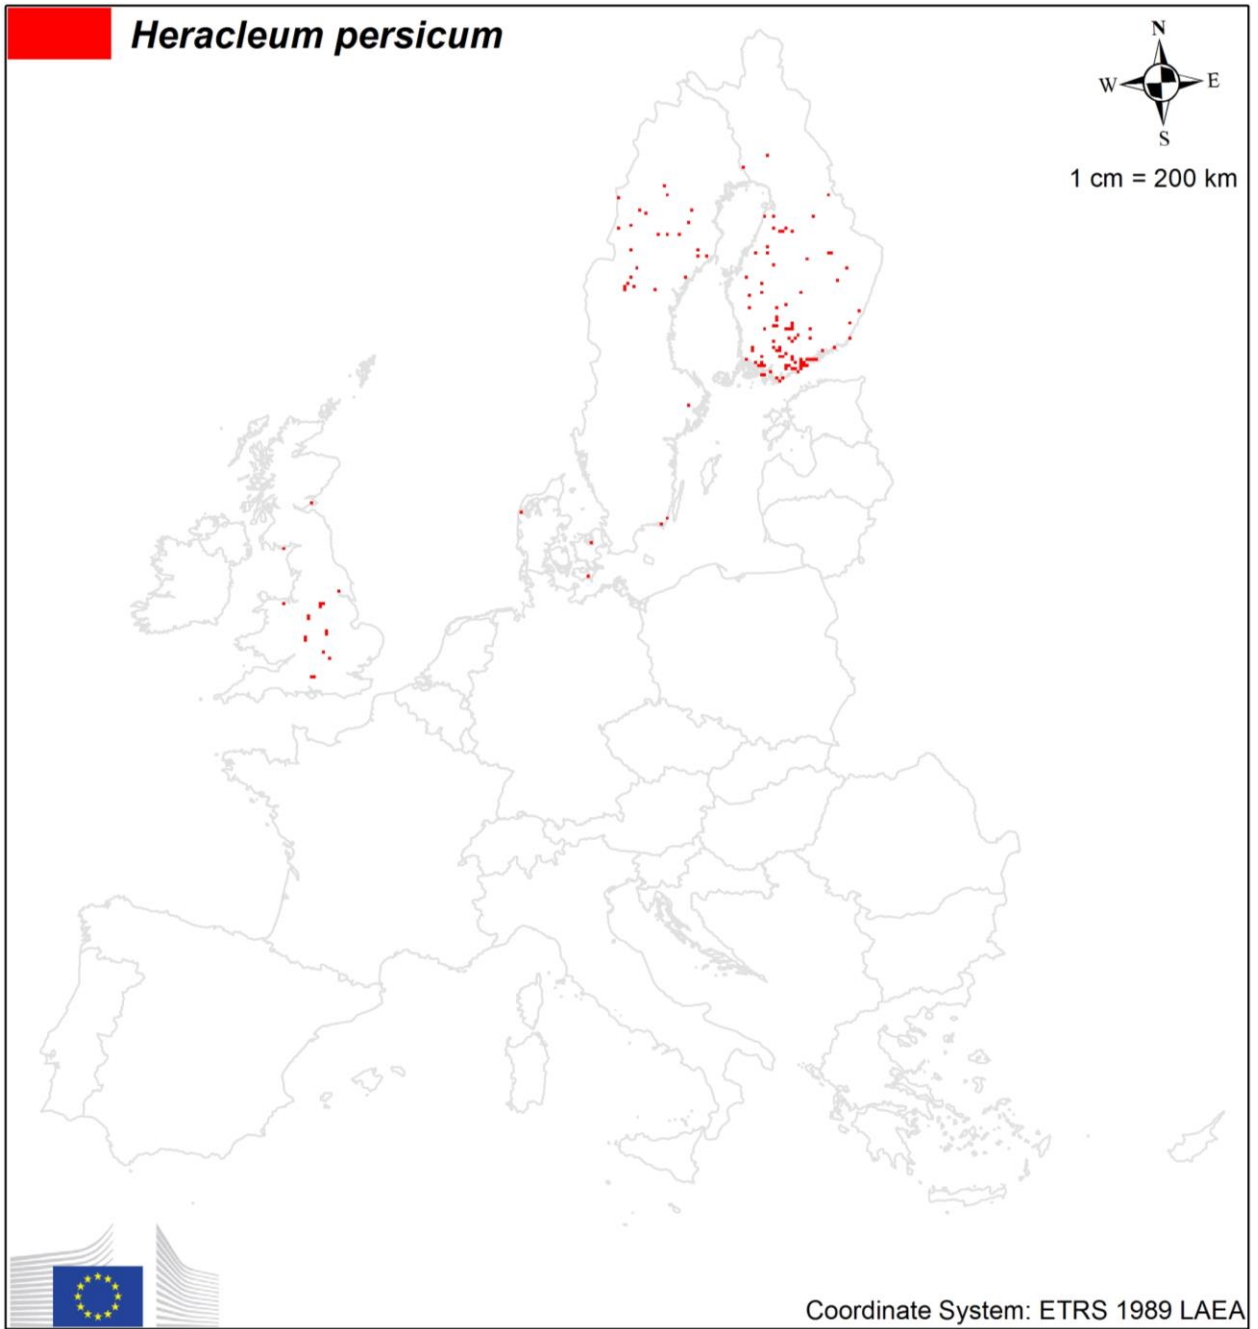 Heracleum persicum
N
W E
S
1 cm = 200 km
Coordinate System: ETRS 1989 LAEA